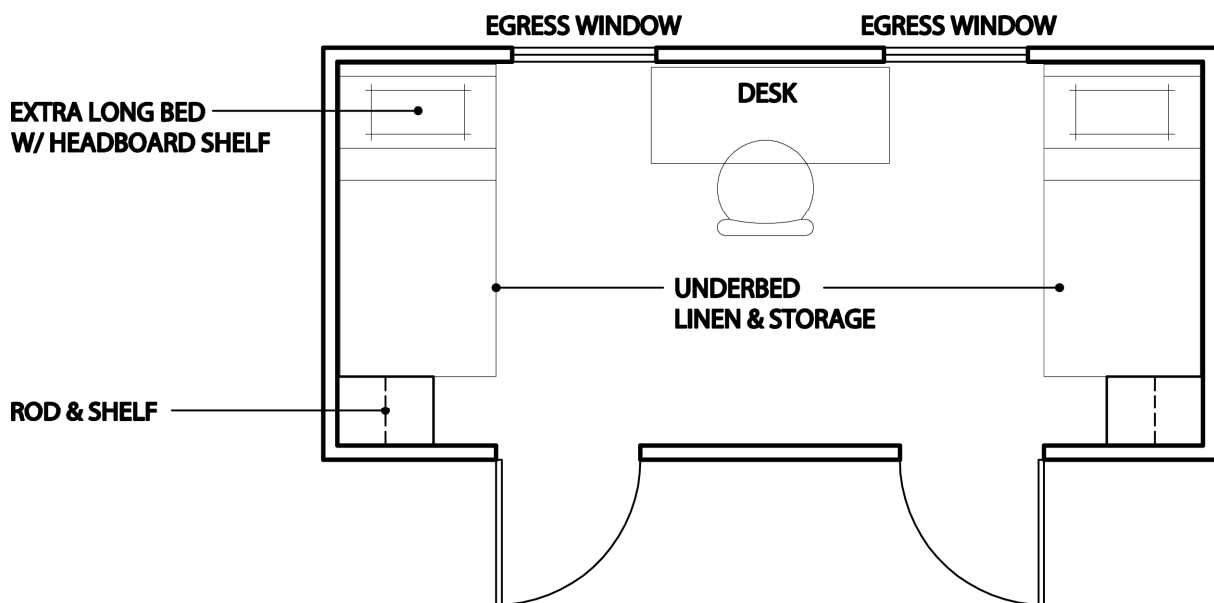 EGRESS WINDOW
EGRESS WINDOW
DESK
EXTRA LONG BED
W/ HEADBOARD SHELF
UNDERBED
LINEN & STORAGE
ROD & SHELF